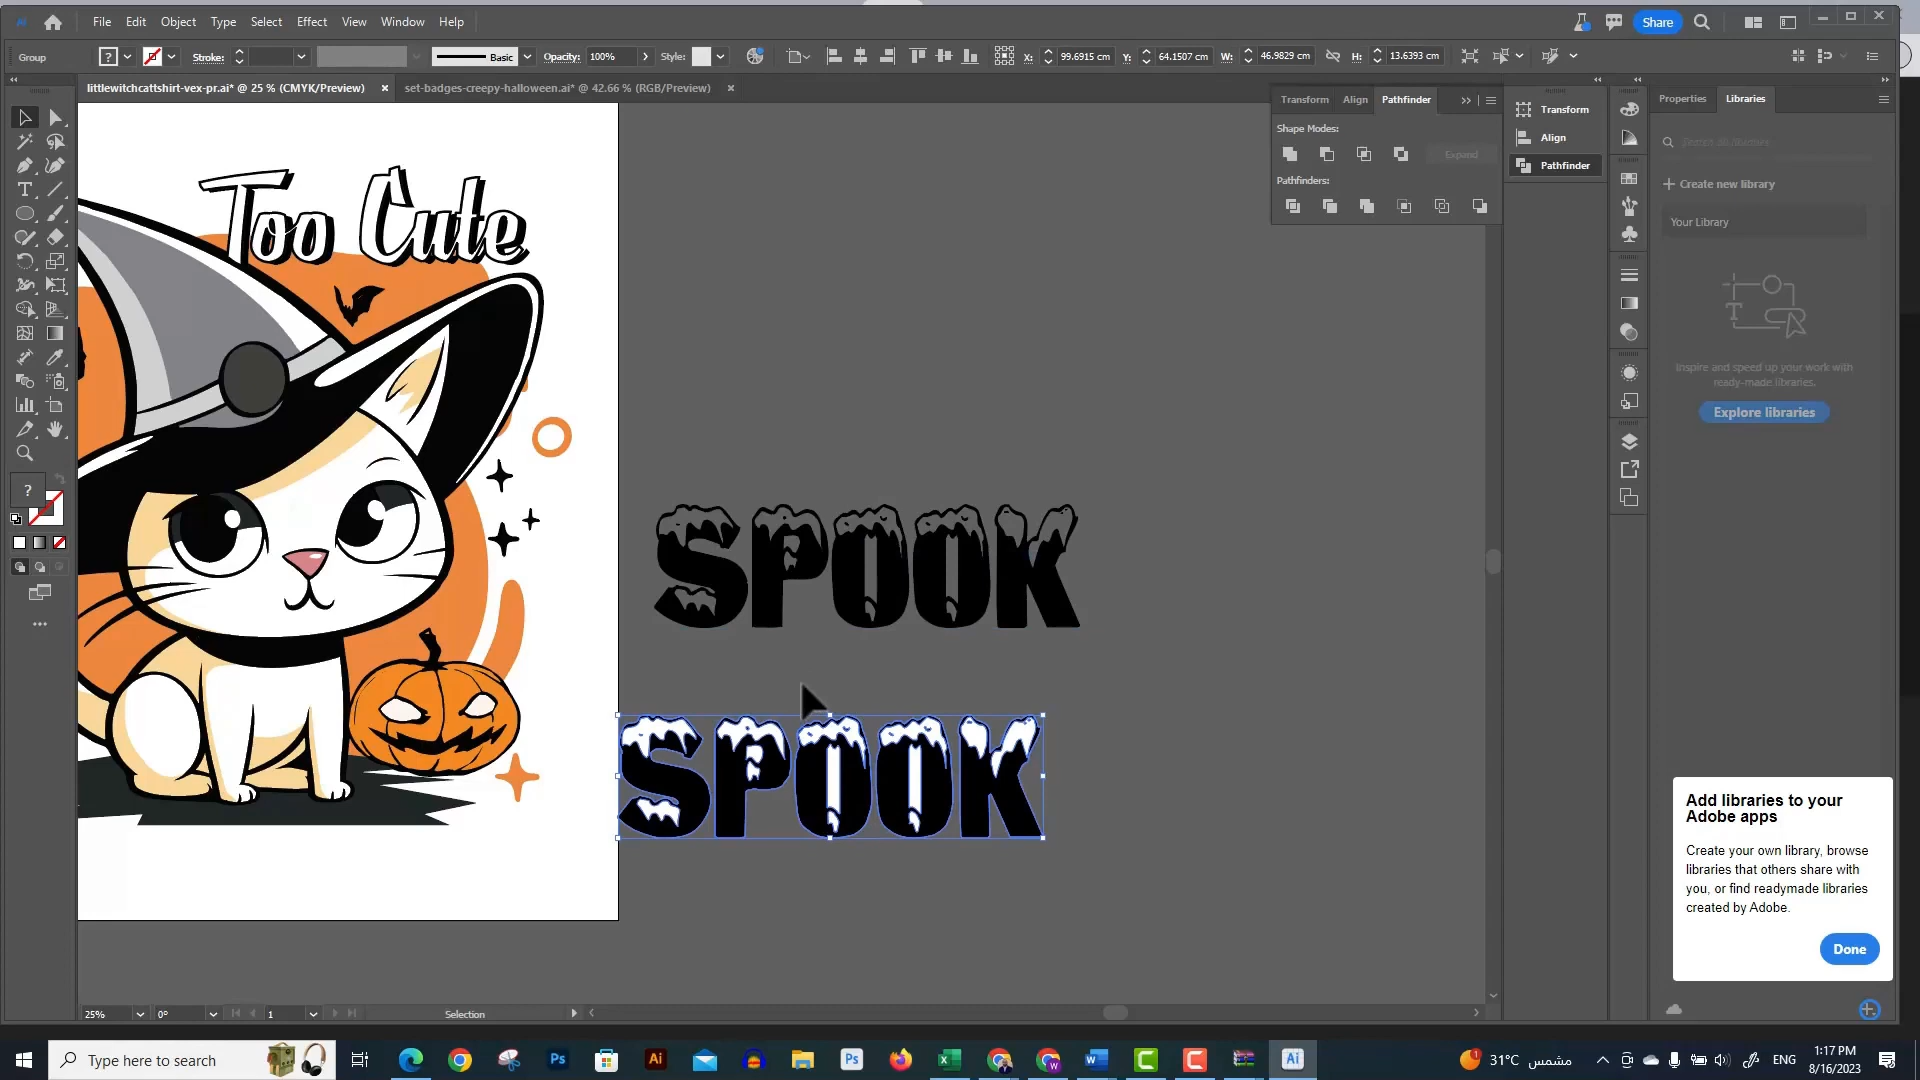 File Edit Object Type Select Effect View Window Help
Share
Group
Stroke:
Basic
Opacity: 100%
Style:
X: 99.6915 cm
Y: 64.1507 cm
W: 46.9829 cm
H: 13.6393 cm
littlewitchcattshirt-vex-pr.ai* @ 25 % (CMYK/Preview)
set-badges-creepy-halloween.ai* @ 42.66 % (RGB/Preview)
Transform Align Pathfinder
Shape Modes:
Expand
Pathfinders:
Transform
Align
Pathfinder
Properties Libraries
Search all libraries
Create new library
Your Library
Inspire and speed up your work with
ready-made libraries.
Explore libraries
Too Cute
SPOOK
SPOOK
Add libraries to your
Adobe apps
Create your own library, browse
libraries that others share with
you, or find readymade libraries
created by Adobe.
Done
25% 0° 1 Selection
Type here to search
31°C مشمس
ENG
1:17 PM
8/16/2023